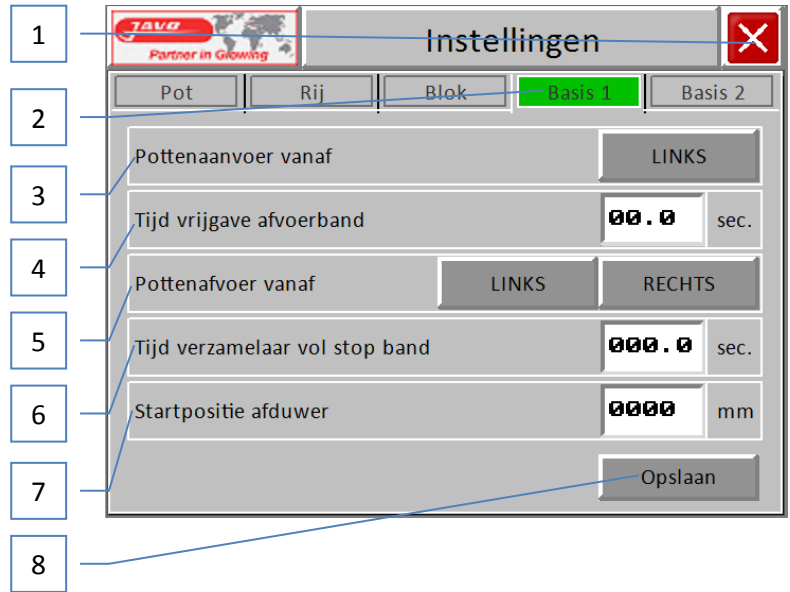 1
JAVO
Partner in Growing
Instellingen
2
Pot Rij Blok Basis 1 Basis 2
3
Pottenaanvoer vanaf LINKS
4
Tijd vrijgave afvoerband 00.0 sec.
5
Pottenafvoer vanaf LINKS RECHTS
6
Tijd verzamelaar vol stop band 000.0 sec.
7
Startpositie afduwer 0000 mm
8
Opslaan